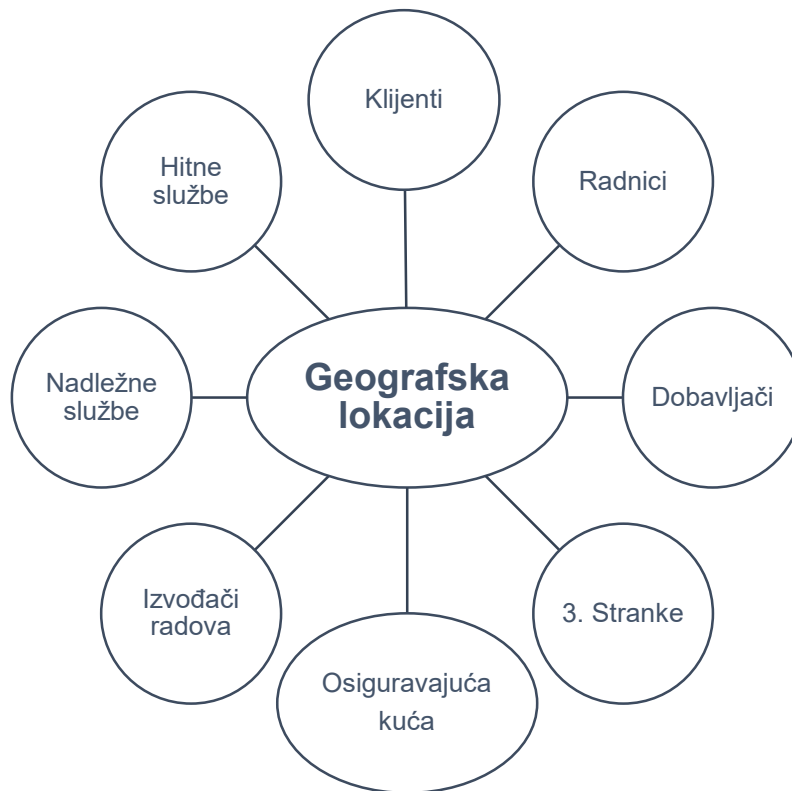 Klijenti
Hitne
službe
Radnici
Geografska
lokacija
Nadležne
službe
Dobavljači
Izvođači
radova
3. Stranke
Osiguravajuća
kuća